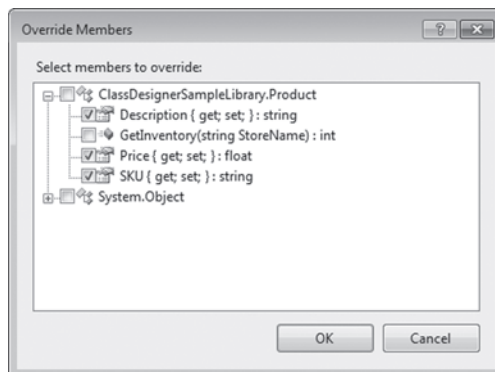 Override Members
?
Select members to override:
ClassDesignerSampleLibrary.Product
Description { get; set; } : string
GetInventory(string StoreName) : int
Price { get; set; } : float
SKU { get; set; } : string
System.Object
OK Cancel